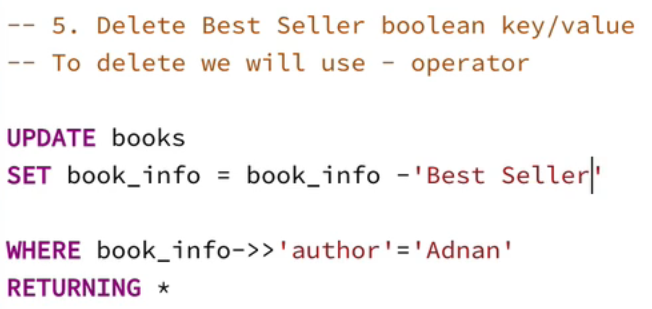 -- 5. Delete Best Seller boolean key/value
-- To delete we will use - operator
UPDATE books
SET book_info = book_info -'Best Seller'
WHERE book_info->>'author'='Adnan'
RETURNING *